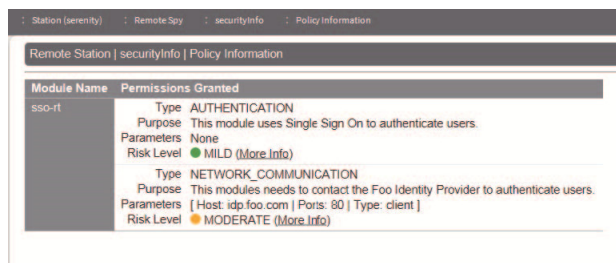 : Station (serenity) : Remote Spy : securityInfo : Policy Information
Remote Station | securityInfo | Policy Information
Module Name Permissions Granted
sso-rt Type AUTHENTICATION
Purpose This module uses Single Sign On to authenticate users.
Parameters None
Risk Level MILD (More Info)
Type NETWORK_COMMUNICATION
Purpose This modules needs to contact the Foo Identity Provider to authenticate users.
Parameters [ Host: idp.foo.com | Ports: 80 | Type: client ]
Risk Level MODERATE (More Info)